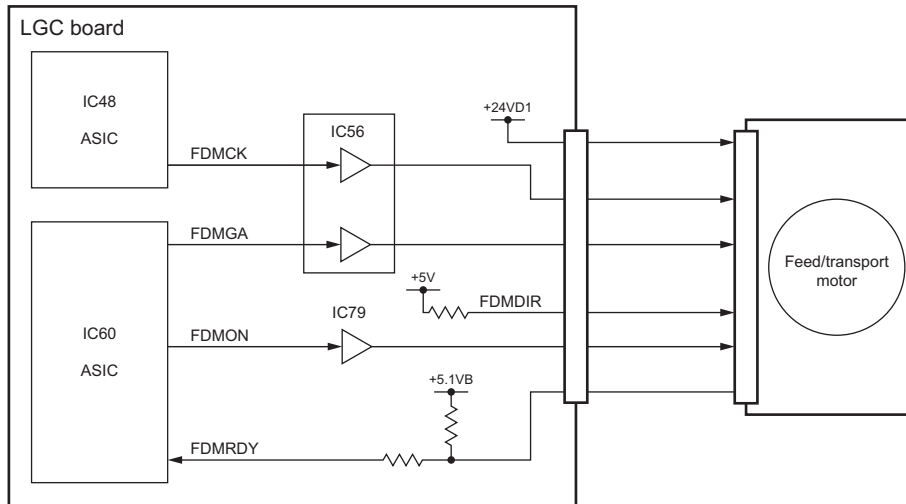 LGC board
IC48
ASIC
FDMCK
IC56
+24VD1
FDMGA
+5V
FDMDIR
Feed/transport
motor
IC60
ASIC
FDMON
IC79
+5.1VB
FDMRDY